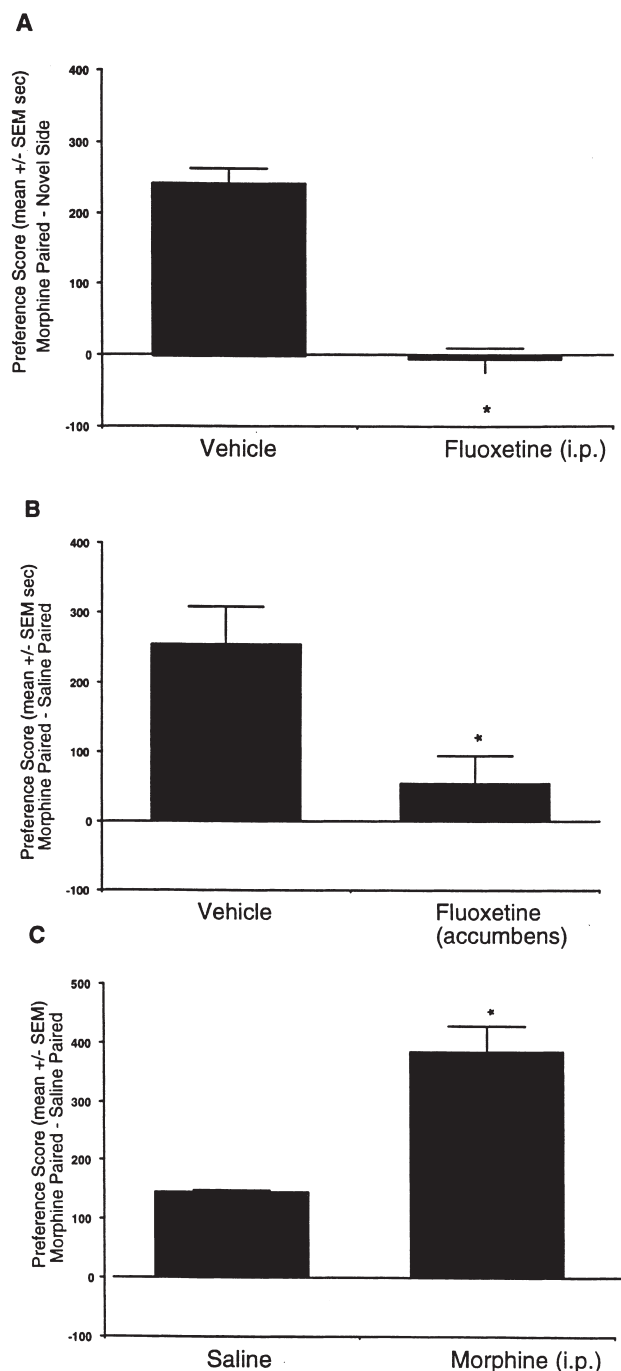 A
Preference Score (mean +/- SEM sec)
Morphine Paired - Novel Side
400
300
200
100
0
-100
*
Vehicle
Fluoxetine (i.p.)
B
Preference Score (mean +/- SEM sec)
Morphine Paired - Saline Paired
400
300
200
100
0
-100
*
Vehicle
Fluoxetine
(accumbens)
C
Preference Score (mean +/- SEM)
Morphine Paired - Saline Paired
500
400
300
200
100
0
-100
*
Saline
Morphine (i.p.)